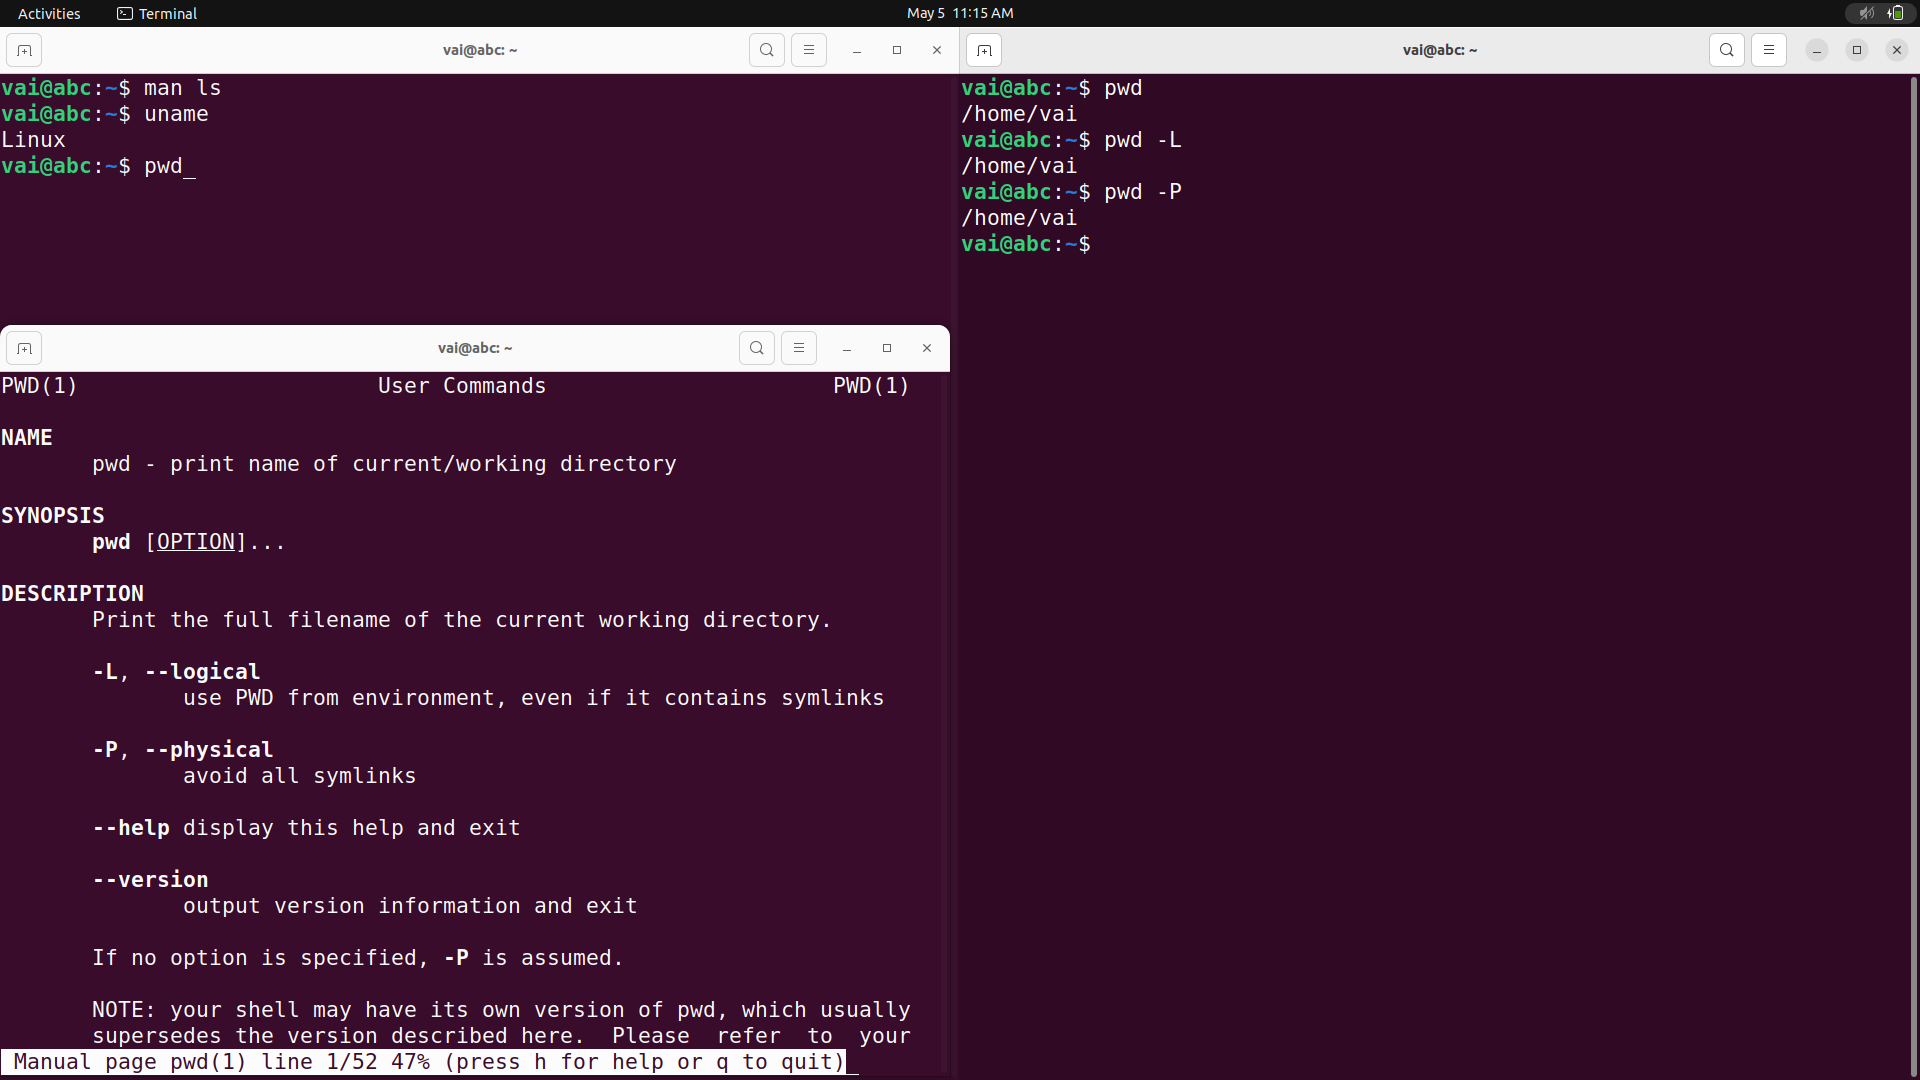 Activities Terminal May 5 11:15 AM
vai@abc: ~
vai@abc:~$ man ls
vai@abc:~$ uname
Linux
vai@abc:~$ pwd_
vai@abc: ~
PWD(1) User Commands PWD(1)
NAME
pwd - print name of current/working directory
SYNOPSIS
pwd [OPTION]...
DESCRIPTION
Print the full filename of the current working directory.
-L, --logical
use PWD from environment, even if it contains symlinks
-P, --physical
avoid all symlinks
--help display this help and exit
--version
output version information and exit
If no option is specified, -P is assumed.
NOTE: your shell may have its own version of pwd, which usually
supersedes the version described here. Please refer to your
Manual page pwd(1) line 1/52 47% (press h for help or q to quit)
vai@abc: ~
vai@abc:~$ pwd
/home/vai
vai@abc:~$ pwd -L
/home/vai
vai@abc:~$ pwd -P
/home/vai
vai@abc:~$